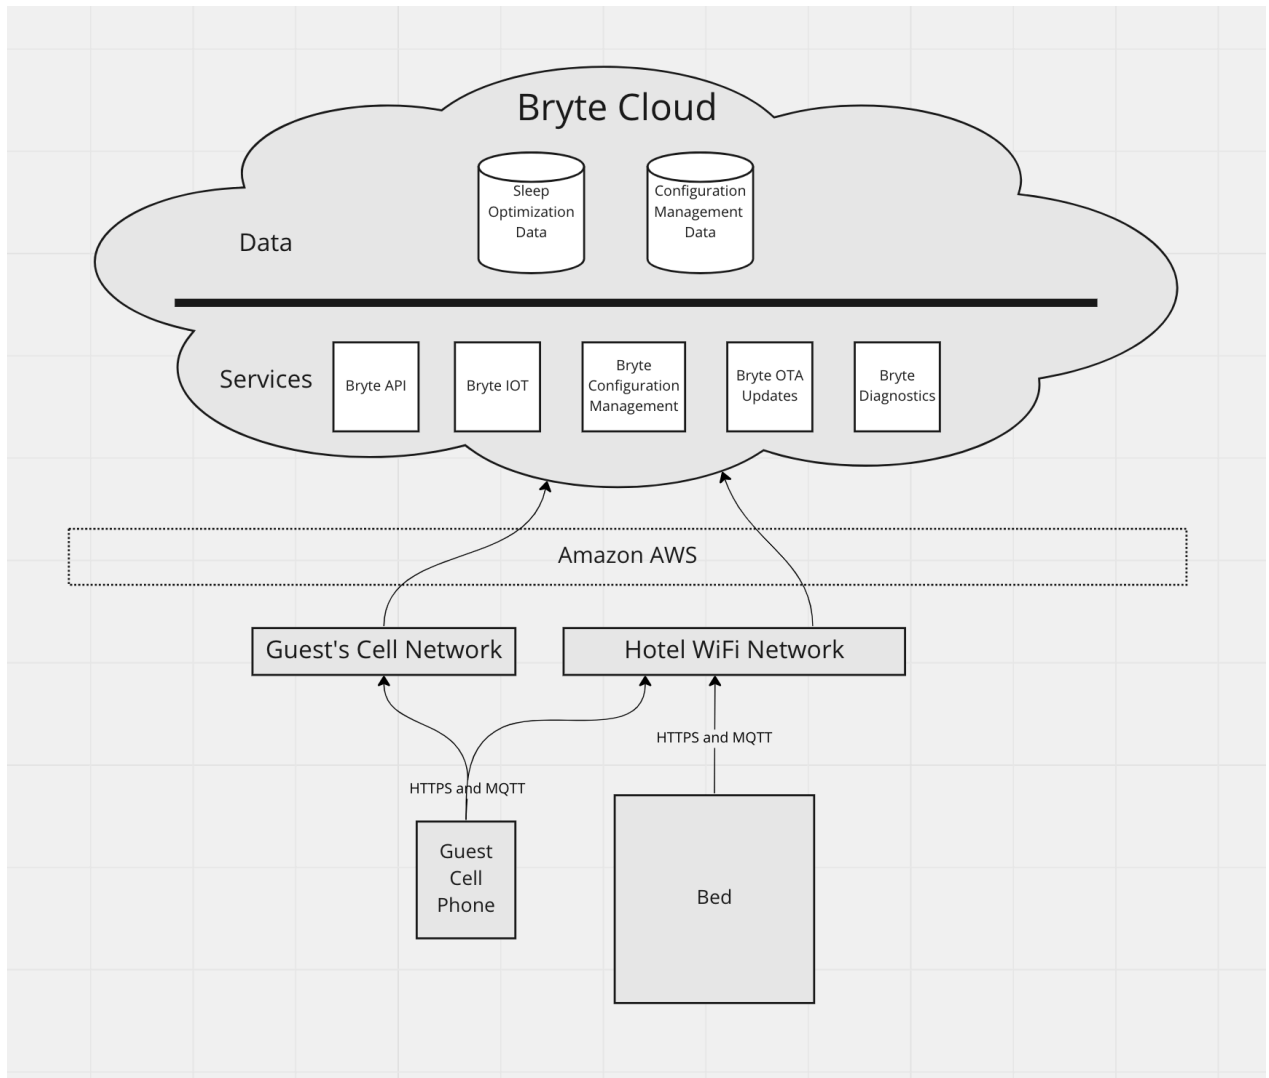 Bryte Cloud
Sleep
Optimization
Data
Configuration
Management
Data
Data
Services
Bryte API
Bryte IOT
Bryte
Configuration
Management
Bryte OTA
Updates
Bryte
Diagnostics
Amazon AWS
Guest's Cell Network
Hotel WiFi Network
HTTPS and MQTT
HTTPS and MQTT
Guest
Cell
Phone
Bed